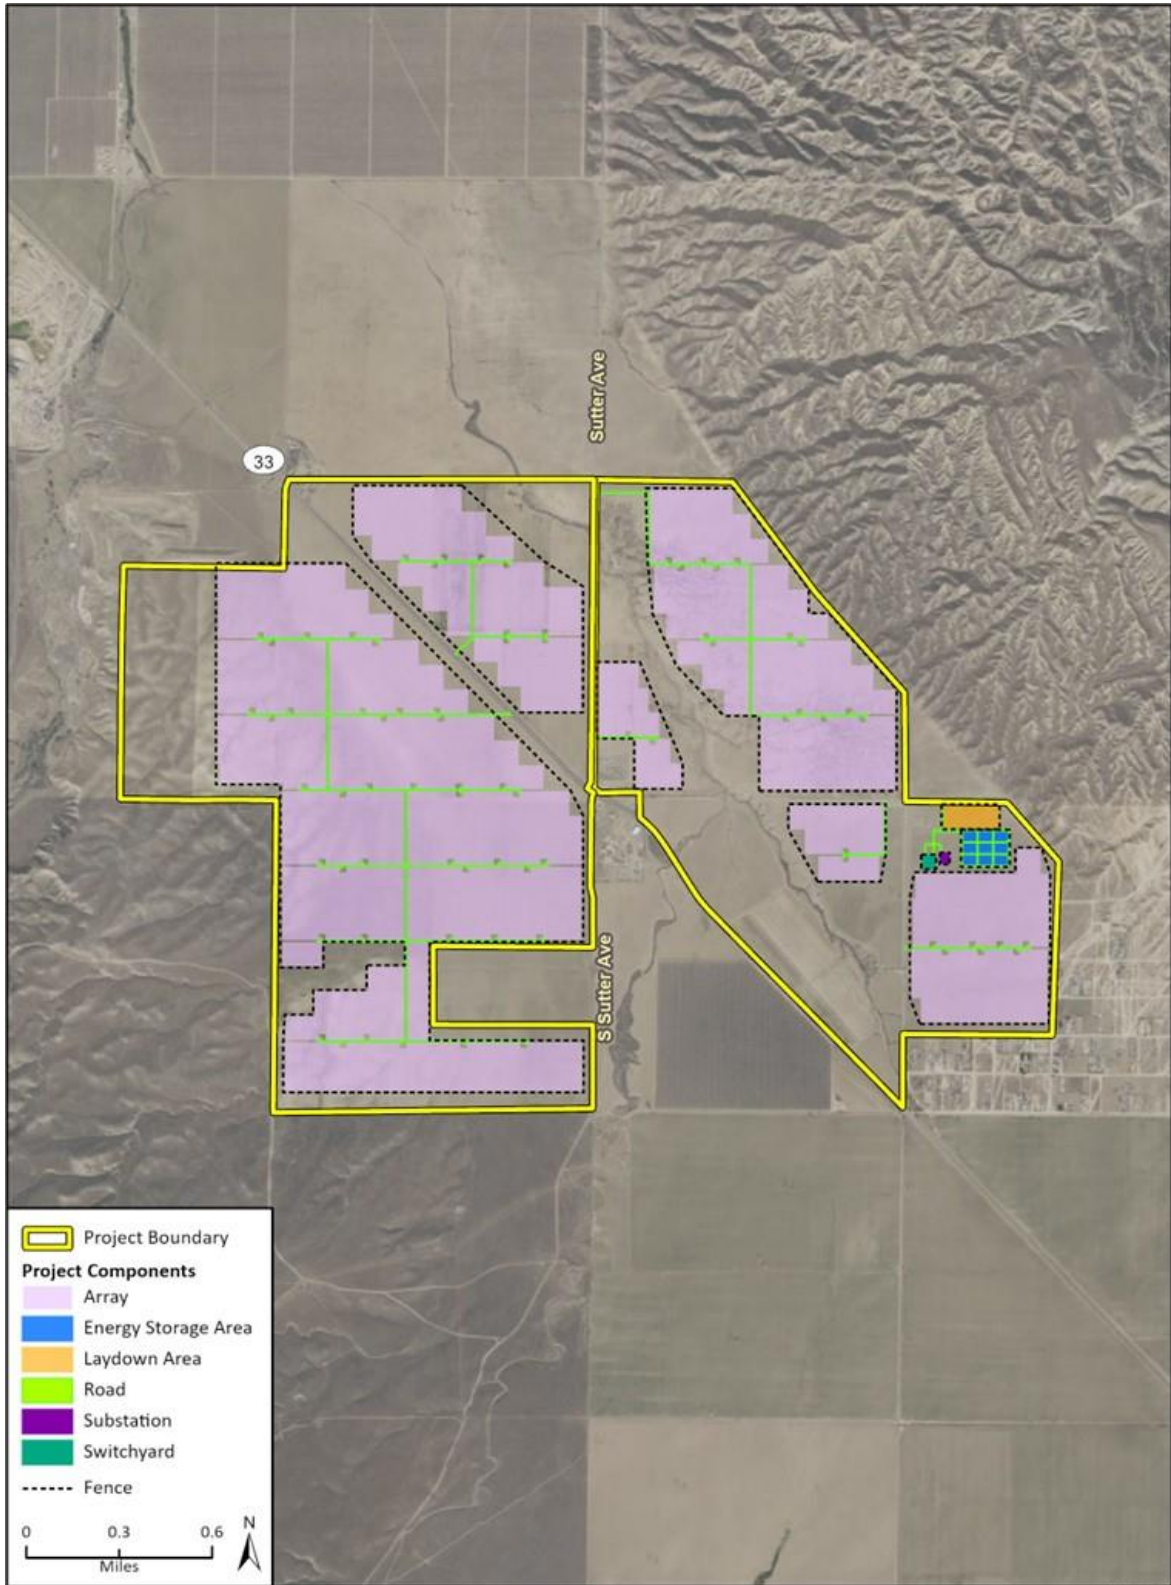 Sutter Ave
33
S Sutter Ave
Project Boundary
Project Components
Array
Energy Storage Area
Laydown Area
Road
Substation
Switchyard
Fence
0 0.3 0.6
Miles
N